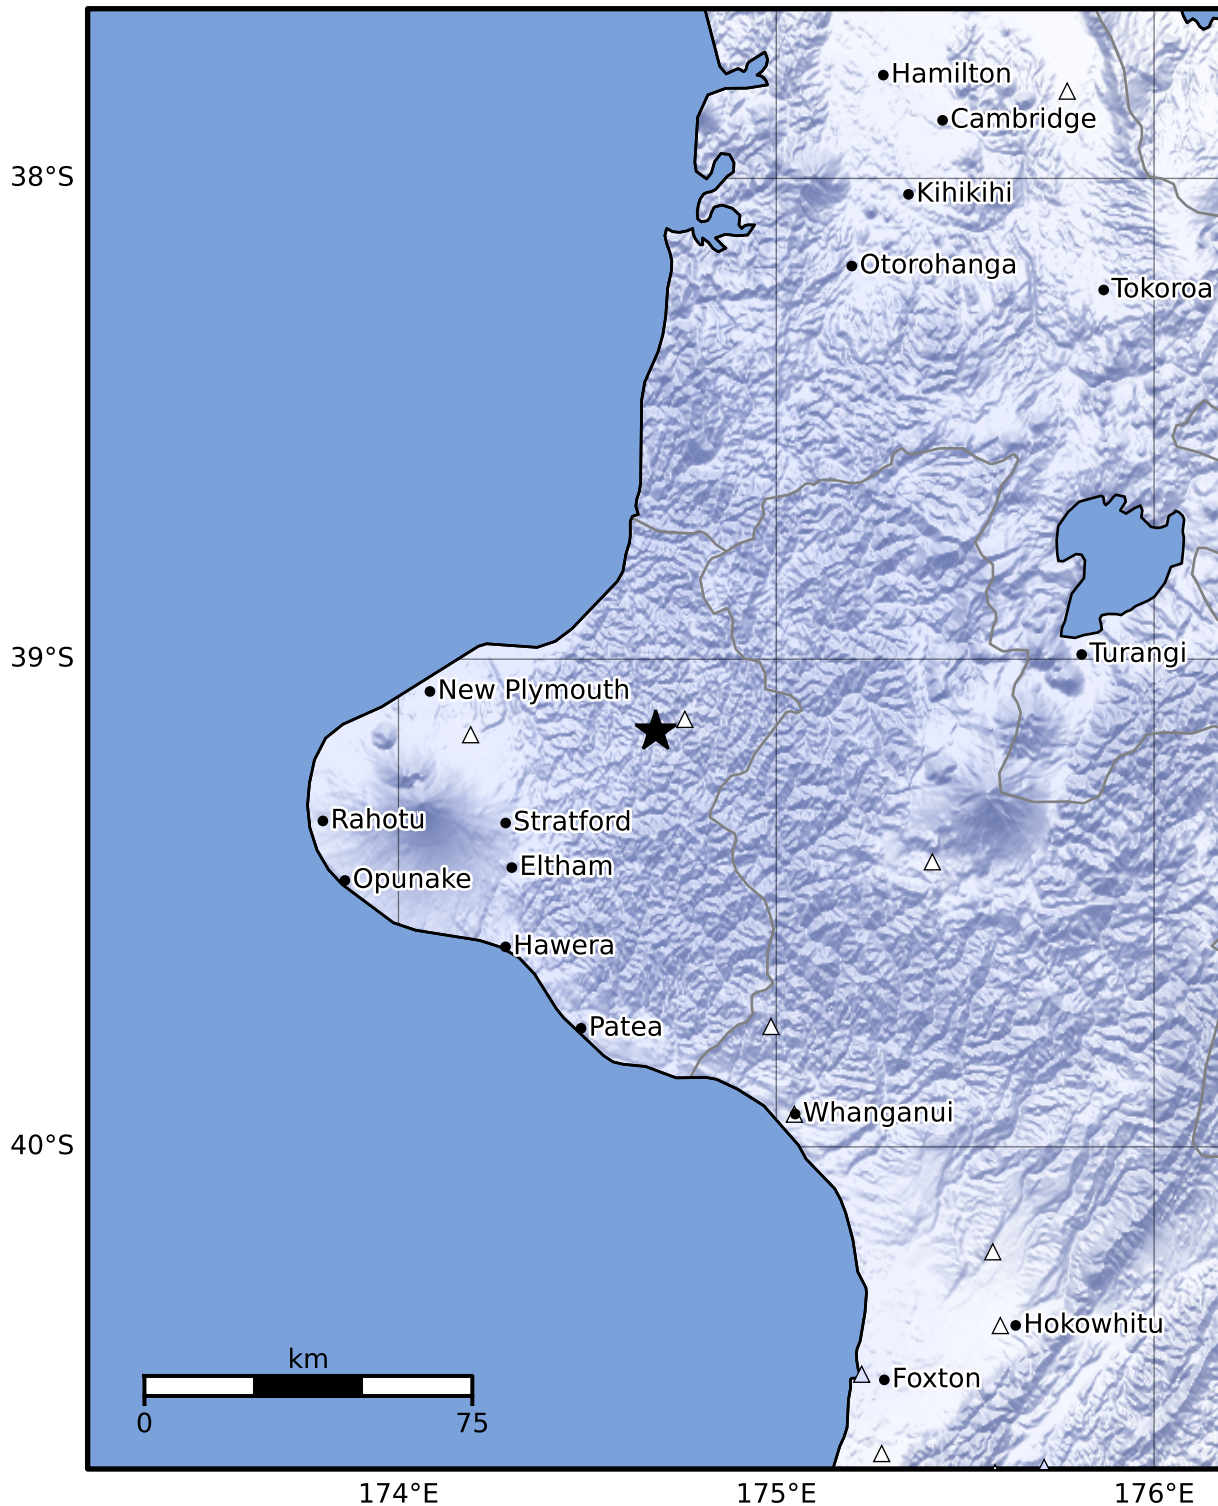 Hamilton
Cambridge
38°S
Kihikihi
Otorohanga
Tokoroa
39°S
Turangi
New Plymouth
Rahotu
Stratford
Eltham
Opunake
Hawera
Patea
Whanganui
40°S
Hokowhitu
km
Foxton
0 75
174°E 175°E 176°E